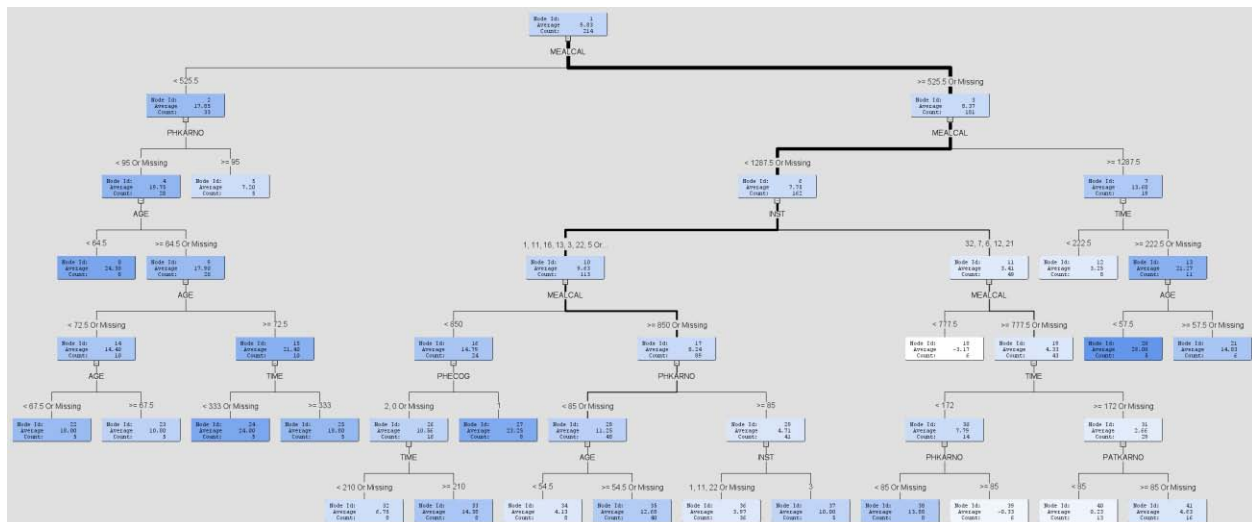 Node Id: 1
Average 9.83
Count: 214
MEALCAL
< 525.5
>= 525.5 Or Missing
Node Id: 2
Average 17.85
Count: 33
Node Id: 3
Average 8.37
Count: 181
PHKARNO
MEALCAL
< 95 Or Missing
>= 95
< 1287.5 Or Missing
>= 1287.5
Node Id: 4
Average 19.75
Count: 28
Node Id: 5
Average 7.20
Count: 5
Node Id: 6
Average 7.75
Count: 162
Node Id: 7
Average 13.68
Count: 19
AGE
INST
TIME
< 64.5
>= 64.5 Or Missing
1, 11, 16, 13, 3, 22, 5 Or...
32, 7, 6, 12, 21
< 222.5
>= 222.5 Or Missing
Node Id: 8
Average 24.38
Count: 8
Node Id: 9
Average 17.90
Count: 20
Node Id: 10
Average 9.63
Count: 113
Node Id: 11
Average 3.41
Count: 49
Node Id: 12
Average 3.25
Count: 8
Node Id: 13
Average 21.27
Count: 11
AGE
MEALCAL
MEALCAL
AGE
< 72.5 Or Missing
>= 72.5
< 850
>= 850 Or Missing
< 777.5
>= 777.5 Or Missing
< 57.5
>= 57.5 Or Missing
Node Id: 14
Average 14.40
Count: 10
Node Id: 15
Average 21.40
Count: 10
Node Id: 16
Average 14.79
Count: 24
Node Id: 17
Average 8.24
Count: 89
Node Id: 18
Average -3.17
Count: 6
Node Id: 19
Average 4.33
Count: 43
Node Id: 20
Average 29.00
Count: 5
Node Id: 21
Average 14.83
Count: 6
AGE
TIME
PHECOG
PHKARNO
TIME
< 67.5 Or Missing
>= 67.5
< 333 Or Missing
>= 333
2, 0 Or Missing
1
< 85 Or Missing
>= 85
< 172
>= 172 Or Missing
Node Id: 22
Average 18.80
Count: 5
Node Id: 23
Average 10.00
Count: 5
Node Id: 24
Average 24.00
Count: 5
Node Id: 25
Average 18.80
Count: 5
Node Id: 26
Average 10.56
Count: 16
Node Id: 27
Average 23.25
Count: 8
Node Id: 28
Average 11.25
Count: 48
Node Id: 29
Average 4.71
Count: 41
Node Id: 30
Average 7.79
Count: 14
Node Id: 31
Average 2.66
Count: 29
TIME
AGE
INST
PHKARNO
PATKARNO
< 210 Or Missing
>= 210
< 54.5
>= 54.5 Or Missing
1, 11, 22 Or Missing
3
< 85 Or Missing
>= 85
< 85
>= 85 Or Missing
Node Id: 32
Average 6.75
Count: 8
Node Id: 33
Average 14.38
Count: 8
Node Id: 34
Average 4.13
Count: 8
Node Id: 35
Average 12.68
Count: 40
Node Id: 36
Average 3.97
Count: 36
Node Id: 37
Average 10.00
Count: 5
Node Id: 38
Average 13.88
Count: 8
Node Id: 39
Average -0.33
Count: 6
Node Id: 40
Average 0.23
Count: 13
Node Id: 41
Average 4.63
Count: 16